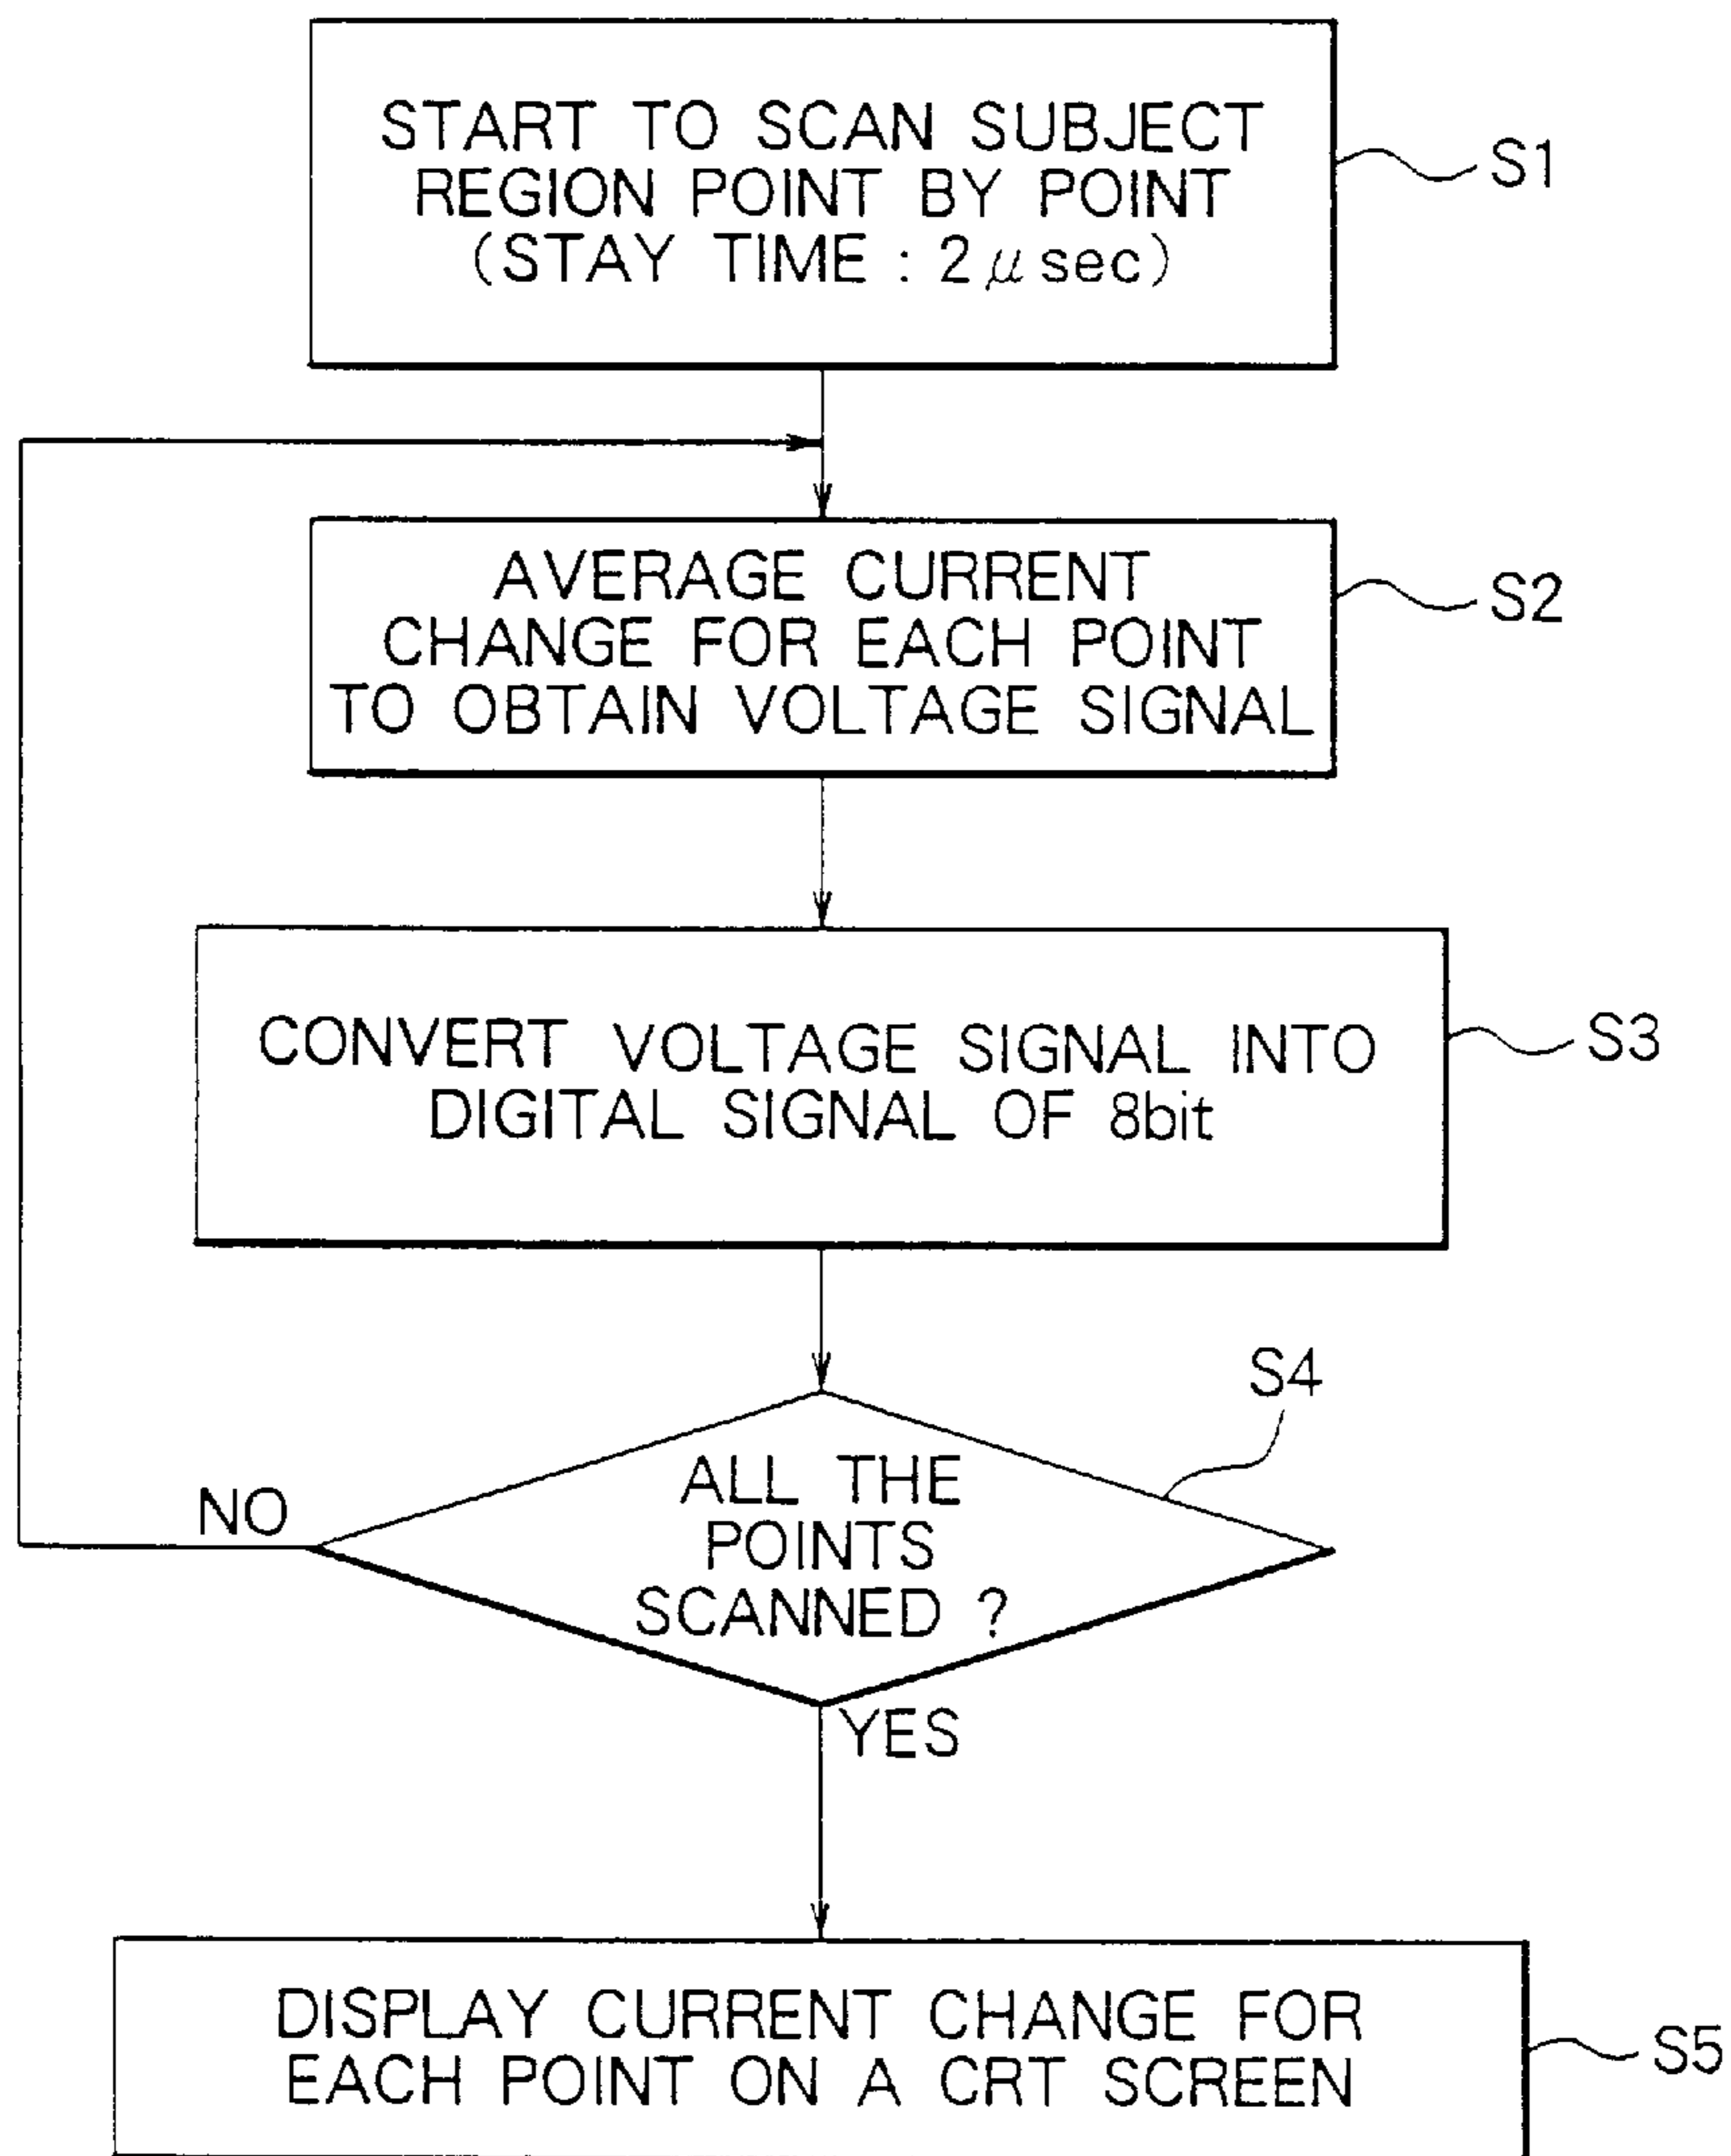 START TO SCAN SUBJECT
REGION POINT BY POINT
(STAY TIME : 2μsec)
S1
AVERAGE CURRENT
CHANGE FOR EACH POINT
TO OBTAIN VOLTAGE SIGNAL
S2
CONVERT VOLTAGE SIGNAL INTO
DIGITAL SIGNAL OF 8bit
S3
S4
ALL THE
POINTS
SCANNED ?
NO
YES
DISPLAY CURRENT CHANGE FOR
EACH POINT ON A CRT SCREEN
S5